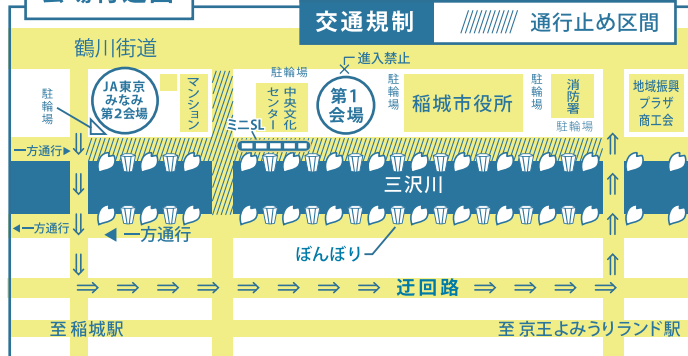 交通規制
通行止め区間
鶴川街道
進入禁止
駐輪場
駐輪場
JA東京
みなみ
第2会場
マンション
中央文化
センター
ミニSL
第1
会場
駐輪場
稲城市役所
駐輪場
消防署
駐輪場
地域振興
プラザ
商工会
一方通行
三沢川
一方通行
一方通行
ぼんぼり
迂回路
至 稲城駅
至 京王よみうりランド駅